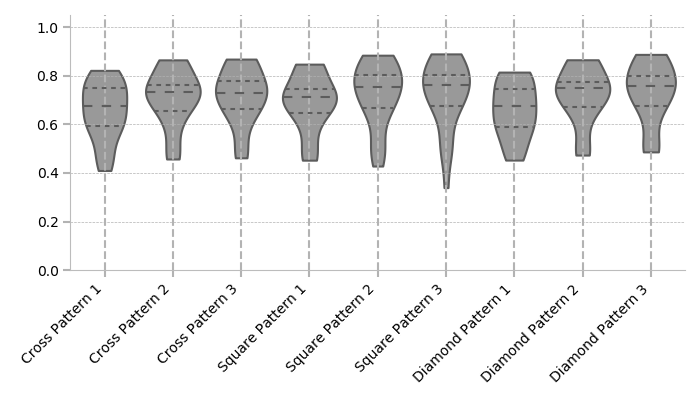 1.0
0.8
0.6
0.4
0.2
0.0
Cross Pattern 1
Cross Pattern 2
Cross Pattern 3
Square Pattern 1
Square Pattern 2
Square Pattern 3
Diamond Pattern 1
Diamond Pattern 2
Diamond Pattern 3